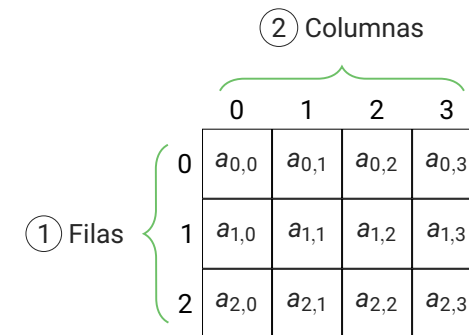 2 Columnas
0 1 2 3
0 a0,0 a0,1 a0,2 a0,3
1 Filas 1 a1,0 a1,1 a1,2 a1,3
2 a2,0 a2,1 a2,2 a2,3